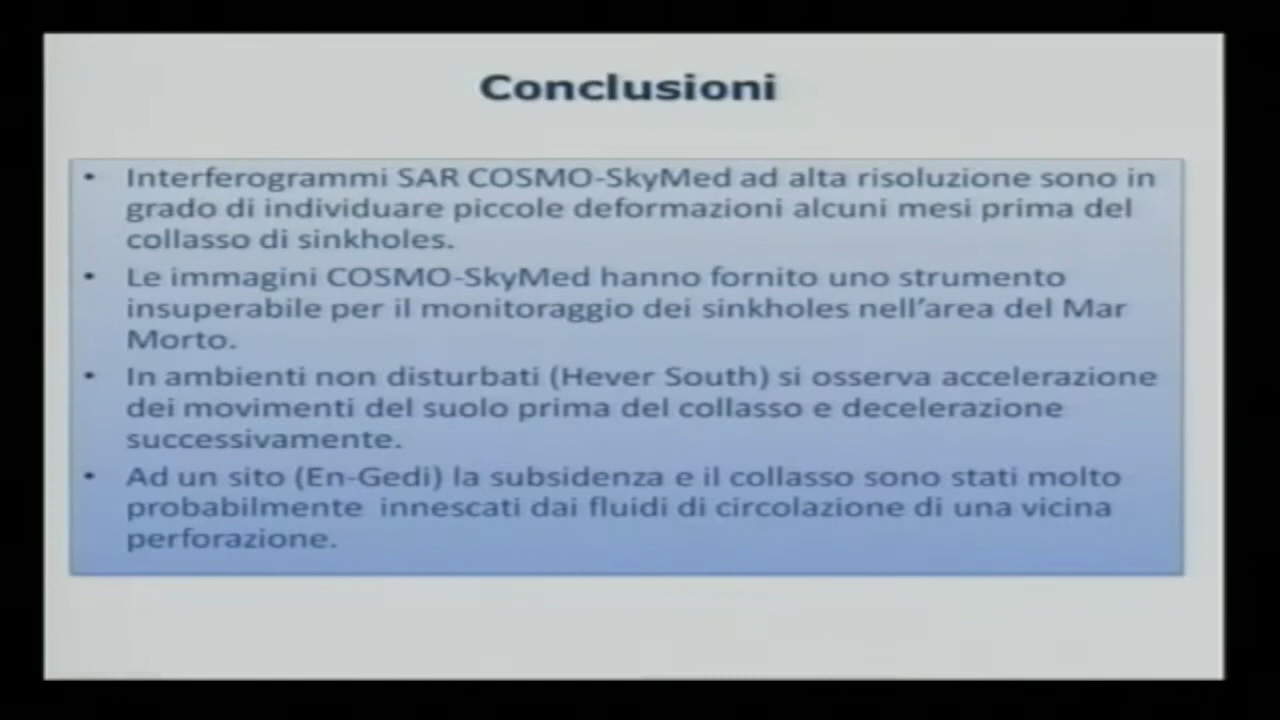 Conclusioni
• Interferogrammi SAR COSMO-SkyMed ad alta risoluzione sono in
grado di individuare piccole deformazioni alcuni mesi prima del
collasso di sinkholes.
• Le immagini COSMO-SkyMed hanno fornito uno strumento
insuperabile per il monitoraggio dei sinkholes nell'area del Mar
Morto.
• In ambienti non disturbati (Hever South) si osserva accelerazione
dei movimenti del suolo prima del collasso e decelerazione
successivamente.
• Ad un sito (En-Gedi) la subsidenza e il collasso sono stati molto
probabilmente innescati dai fluidi di circolazione di una vicina
perforazione.